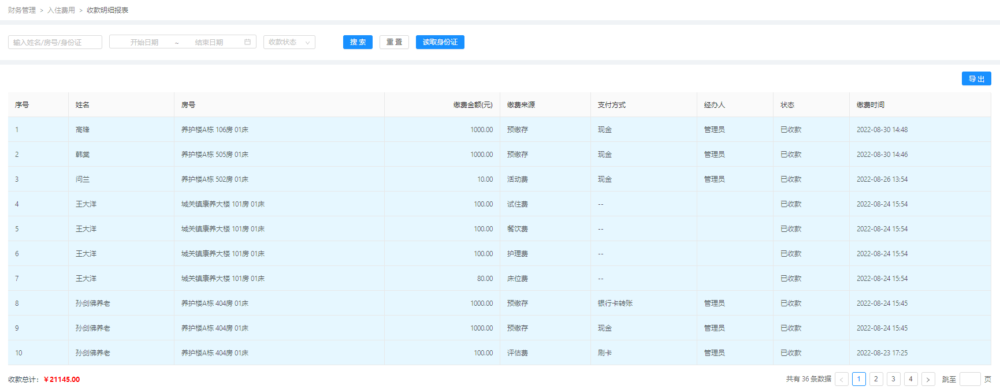 财务管理 > 入住费用 > 收款明细报表
输入姓名/房号/身份证 开始日期 ~ 结束日期 收款状态 搜 索 重 置 读取身份证
导 出
序号 姓名 房号 缴费金额(元) 缴费来源 支付方式 经办人 状态 缴费时间
1 高锋 养护楼A栋 106房 01床 1000.00 预缴存 现金 管理员 已收款 2022-08-30 14:48
2 韩棠 养护楼A栋 505房 01床 1000.00 预缴存 现金 管理员 已收款 2022-08-30 14:46
3 问兰 养护楼A栋 502房 01床 10.00 活动费 现金 管理员 已收款 2022-08-26 13:54
4 王大洋 城关镇康养大楼 101房 01床 100.00 试住费 -- 已收款 2022-08-24 15:54
5 王大洋 城关镇康养大楼 101房 01床 100.00 餐饮费 -- 已收款 2022-08-24 15:54
6 王大洋 城关镇康养大楼 101房 01床 100.00 护理费 -- 已收款 2022-08-24 15:54
7 王大洋 城关镇康养大楼 101房 01床 80.00 床位费 -- 已收款 2022-08-24 15:54
8 孙剑佛养老 养护楼A栋 404房 01床 1000.00 预缴存 银行卡转账 管理员 已收款 2022-08-24 15:45
9 孙剑佛养老 养护楼A栋 404房 01床 1000.00 预缴存 现金 管理员 已收款 2022-08-24 15:45
10 孙剑佛养老 养护楼A栋 404房 01床 100.00 评估费 刷卡 管理员 已收款 2022-08-23 17:25
收款总计：￥21145.00 共有 36 条数据 < 1 2 3 4 > 跳至 页